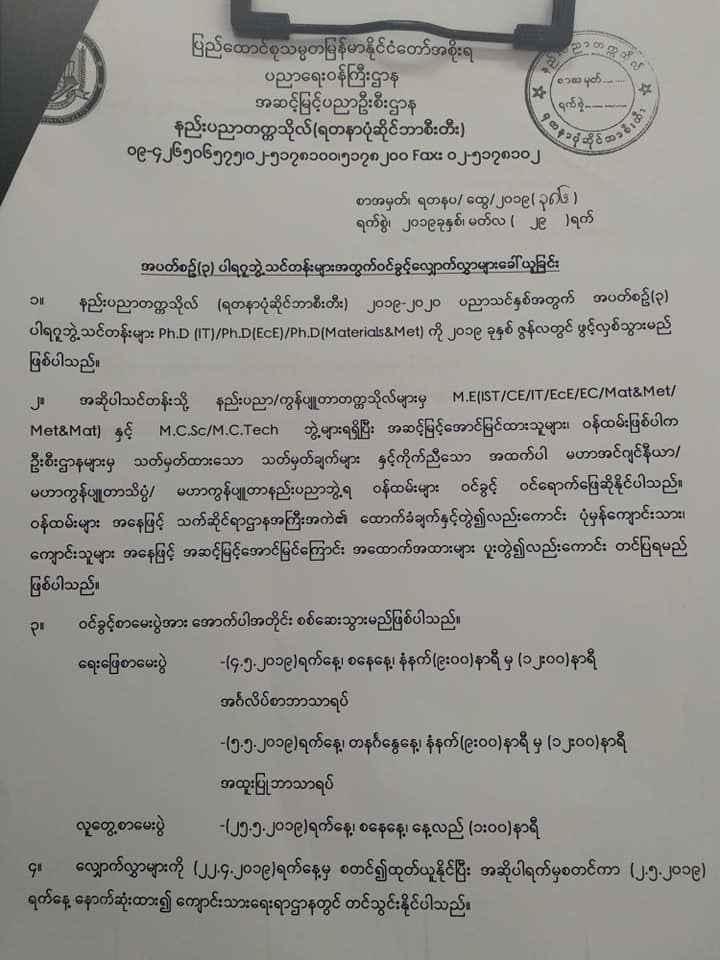 ပြည်ထောင်စုသမ္မတမြန်မာနိုင်ငံတော်အစိုးရ
ပညာရေးဝန်ကြီးဌာန
အဆင့်မြင့်ပညာဦးစီးဌာန
နည်းပညာတက္ကသိုလ်(ရတနာပုံဆိုင်ဘာစီးတီး)
၀၉-၄၂၆၅၀၆၅၇၅၊၀၂-၅၁၇၈၁၀၀၊၅၁၇၈၂၀၀ Fax: ၀၂-၅၁၇၈၁၀၂
စာအမှတ်
ရက်စွဲ
စာအမှတ်၊ ရတနပ/ ထွေ/၂၀၁၉( ၃၈၆ )
ရက်စွဲ၊ ၂၀၁၉ခုနှစ်၊ မတ်လ ( ၂၉ )ရက်
အပတ်စဥ်(၃) ပါရဂူဘွဲ့သင်တန်းများအတွက်ဝင်ခွင့်လျှောက်လွှာများခေါ်ယူခြင်း
၁။ နည်းပညာတက္ကသိုလ် (ရတနာပုံဆိုင်ဘာစီးတီး) ၂၀၁၉-၂၀၂၀ ပညာသင်နှစ်အတွက် အပတ်စဥ်(၃)
ပါရဂူဘွဲ့သင်တန်းများ Ph.D (IT)/Ph.D(EcE)/Ph.D(Materials&Met) ကို ၂၀၁၉ ခုနှစ် ဇွန်လတွင် ဖွင့်လှစ်သွားမည်
ဖြစ်ပါသည်။
၂။ အဆိုပါသင်တန်းသို့ နည်းပညာ/ကွန်ပျူတာတက္ကသိုလ်များမှ M.E(IST/CE/IT/EcE/EC/Mat&Met/
Met&Mat) နှင့် M.C.Sc/M.C.Tech ဘွဲ့များရရှိပြီး အဆင့်မြင့်အောင်မြင်ထားသူများ၊ ဝန်ထမ်းဖြစ်ပါက
ဦးစီးဌာနများမှ သတ်မှတ်ထားသော သတ်မှတ်ချက်များ နှင့်ကိုက်ညီသော အထက်ပါ မဟာအင်ဂျင်နီယာ/
မဟာကွန်ပျူတာသိပ္ပံ/ မဟာကွန်ပျူတာနည်းပညာဘွဲ့ရ ဝန်ထမ်းများ ဝင်ခွင့် ဝင်ရောက်ဖြေဆိုနိုင်ပါသည်။
ဝန်ထမ်းများ အနေဖြင့် သက်ဆိုင်ရာဌာနအကြီးအကဲ၏ ထောက်ခံချက်နှင့်တွဲ၍လည်းကောင်း ပုံမှန်ကျောင်းသား၊
ကျောင်းသူများ အနေဖြင့် အဆင့်မြင့်အောင်မြင်ကြောင်း အထောက်အထားများ ပူးတွဲ၍လည်းကောင်း တင်ပြရမည်
ဖြစ်ပါသည်။
၃။ ဝင်ခွင့်စာမေးပွဲအား အောက်ပါအတိုင်း စစ်ဆေးသွားမည်ဖြစ်ပါသည်။
ရေးဖြေစာမေးပွဲ -(၄.၅.၂၀၁၉)ရက်နေ့၊ စနေနေ့၊ နံနက်(၉း၀၀)နာရီ မှ (၁၂း၀၀)နာရီ
အင်္ဂလိပ်စာဘာသာရပ်
-(၅.၅.၂၀၁၉)ရက်နေ့၊ တနင်္ဂနွေနေ့၊ နံနက်(၉း၀၀)နာရီ မှ (၁၂း၀၀)နာရီ
အထူးပြုဘာသာရပ်
လူတွေ့စာမေးပွဲ -(၂၅.၅.၂၀၁၉)ရက်နေ့၊ စနေနေ့၊ နေ့လည် (၁း၀၀)နာရီ
၄။ လျှောက်လွှာများကို (၂၂.၄.၂၀၁၉)ရက်နေ့မှ စတင်၍ထုတ်ယူနိုင်ပြီး အဆိုပါရက်မှစတင်ကာ (၂.၅.၂၀၁၉)
ရက်နေ့ နောက်ဆုံးထား၍ ကျောင်းသားရေးရာဌာနတွင် တင်သွင်းနိုင်ပါသည်။